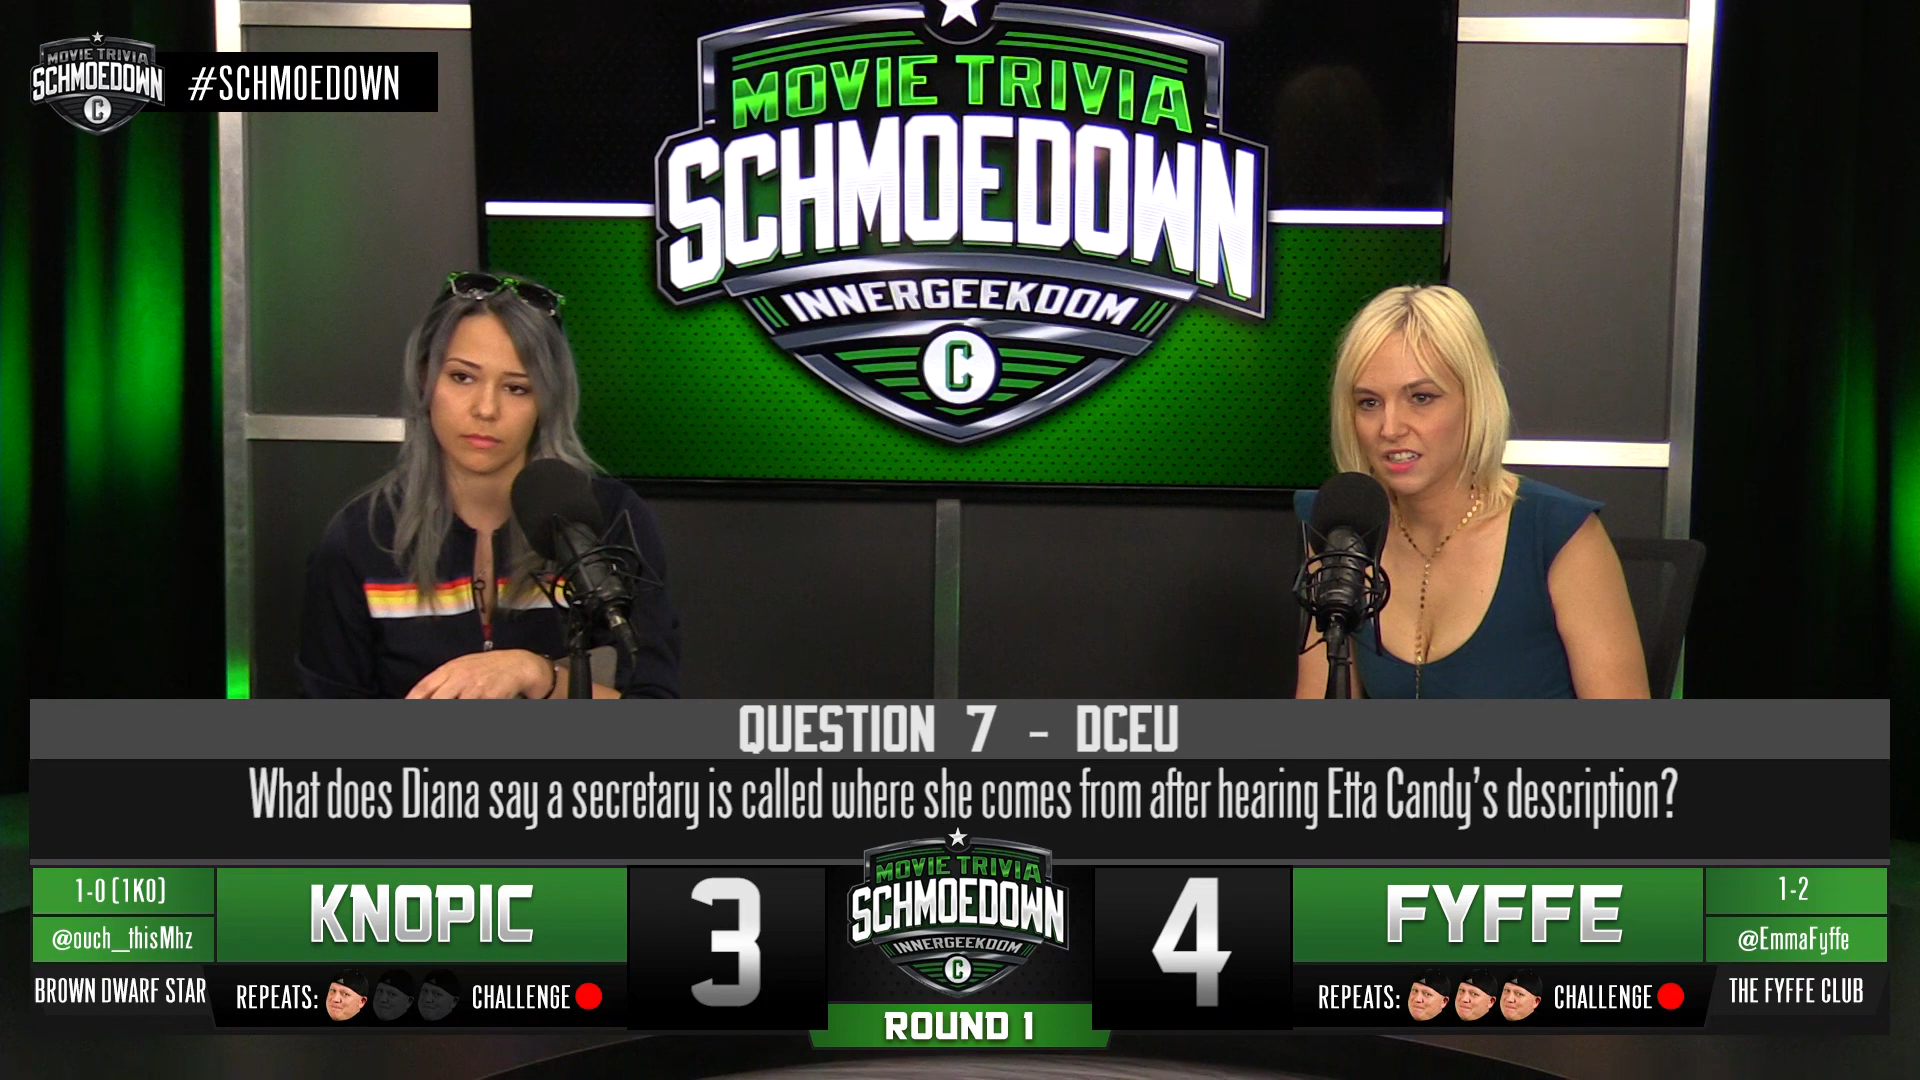 MOVIE TRIVIA
SCHMOEDOWN
C
#SCHMOEDOWN
MOVIE TRIVIA
SCHMOEDOWN
INNERGEEKDOM
C
QUESTION 7 - DCEU
What does Diana say a secretary is called where she comes from after hearing Etta Candy's description?
1-0 (1KO)
@ouch_thisMhz
BROWN DWARF STAR
KNOPIC
REPEATS:
CHALLENGE
3
MOVIE TRIVIA
SCHMOEDOWN
INNERGEEKDOM
C
ROUND 1
4
FYFFE
REPEATS:
CHALLENGE
1-2
@EmmaFyffe
THE FYFFE CLUB